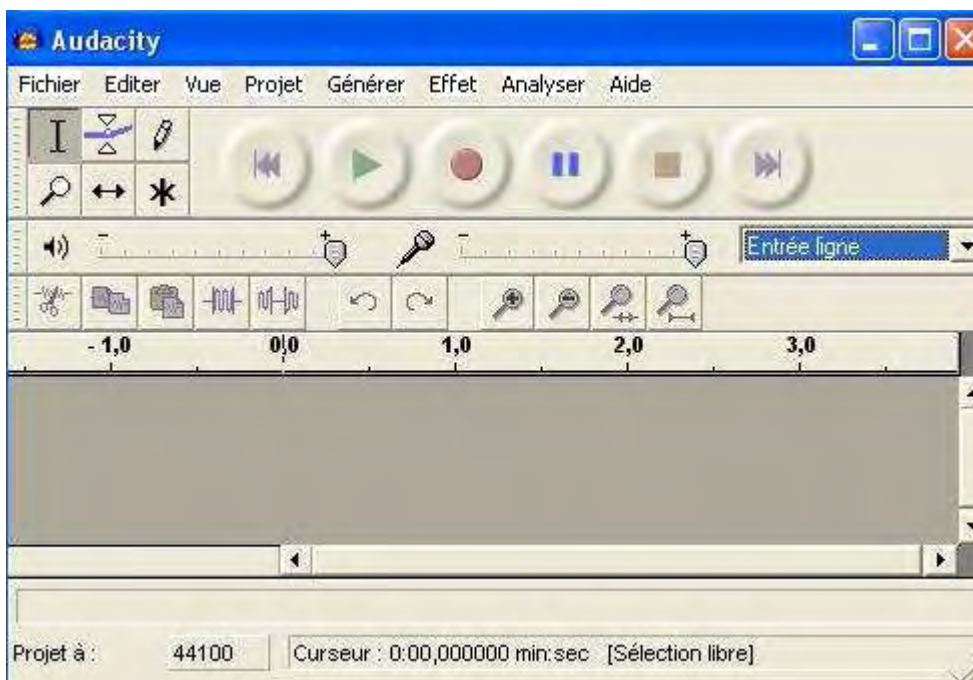 Audacity
Fichier Editer Vue Projet Générer Effet Analyser Aide
Entrée ligne
- 1,0 0,0 1,0 2,0 3,0
Projet à : 44100 Curseur : 0:00,000000 min:sec [Sélection libre]